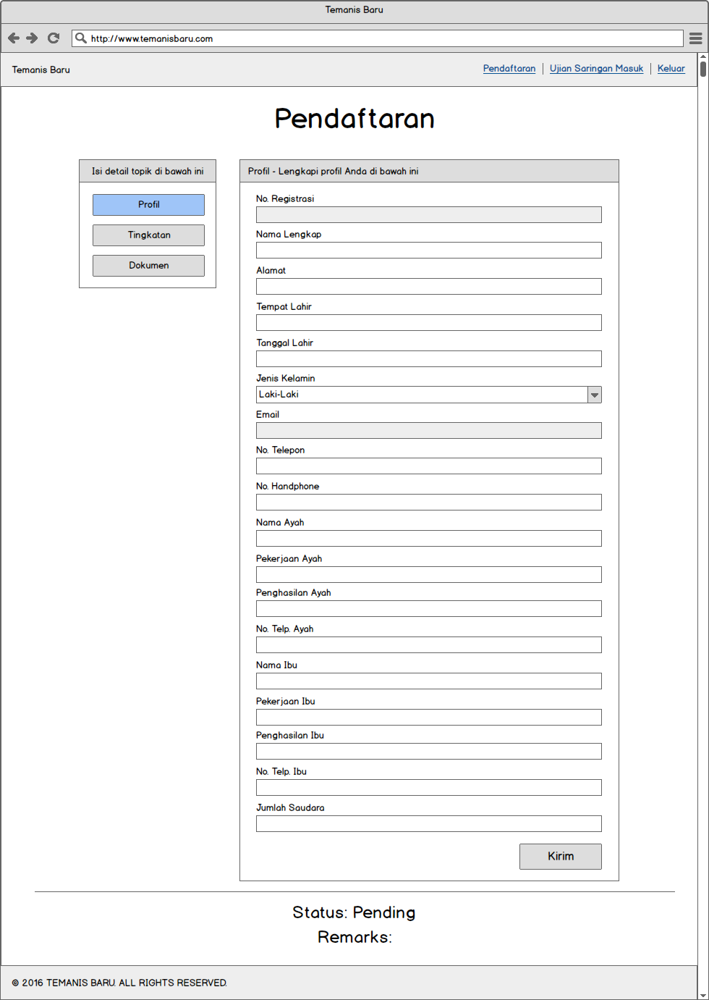 Temanis Baru
http://www.temanisbaru.com
Temanis Baru
Pendaftaran
Ujian Saringan Masuk
Keluar
Pendaftaran
Isi detail topik di bawah ini
Profil
Tingkatan
Dokumen
Profil - Lengkapi profil Anda di bawah ini
No. Registrasi
Nama Lengkap
Alamat
Tempat Lahir
Tanggal Lahir
Jenis Kelamin
Laki-Laki
Email
No. Telepon
No. Handphone
Nama Ayah
Pekerjaan Ayah
Penghasilan Ayah
No. Telp. Ayah
Nama Ibu
Pekerjaan Ibu
Penghasilan Ibu
No. Telp. Ibu
Jumlah Saudara
Kirim
Status: Pending
Remarks:
© 2016 TEMANIS BARU. ALL RIGHTS RESERVED.